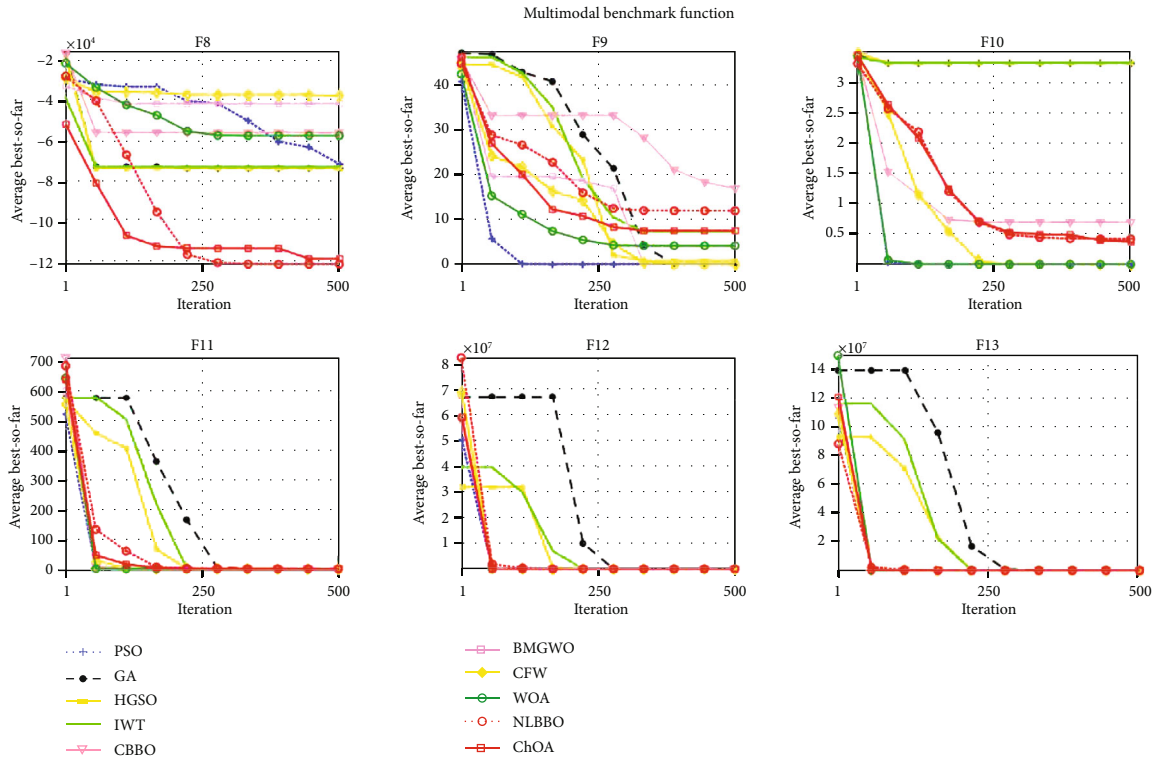 Multimodal benchmark function
F8
F9
F10
×10⁴
Average best-so-far
−2
−4
−6
−8
−10
−12
1
250
500
Iteration
Average best-so-far
40
30
20
10
0
1
250
500
Iteration
Average best-so-far
3
2.5
2
1.5
1
0.5
1
250
500
Iteration
F11
F12
F13
Average best-so-far
700
600
500
400
300
200
100
0
1
250
500
Iteration
×10⁷
Average best-so-far
8
7
6
5
4
3
2
1
1
250
500
Iteration
×10⁷
Average best-so-far
14
12
10
8
6
4
2
1
250
500
Iteration
PSO
GA
HGSO
IWT
CBBO
BMGWO
CFW
WOA
NLBBO
ChOA